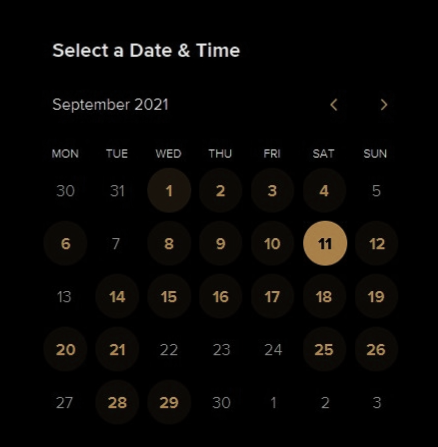 Select a Date & Time
September 2021
MON TUE WED THU FRI SAT SUN
30 31 1 2 3 4 5
6 7 8 9 10 11 12
13 14 15 16 17 18 19
20 21 22 23 24 25 26
27 28 29 30 1 2 3